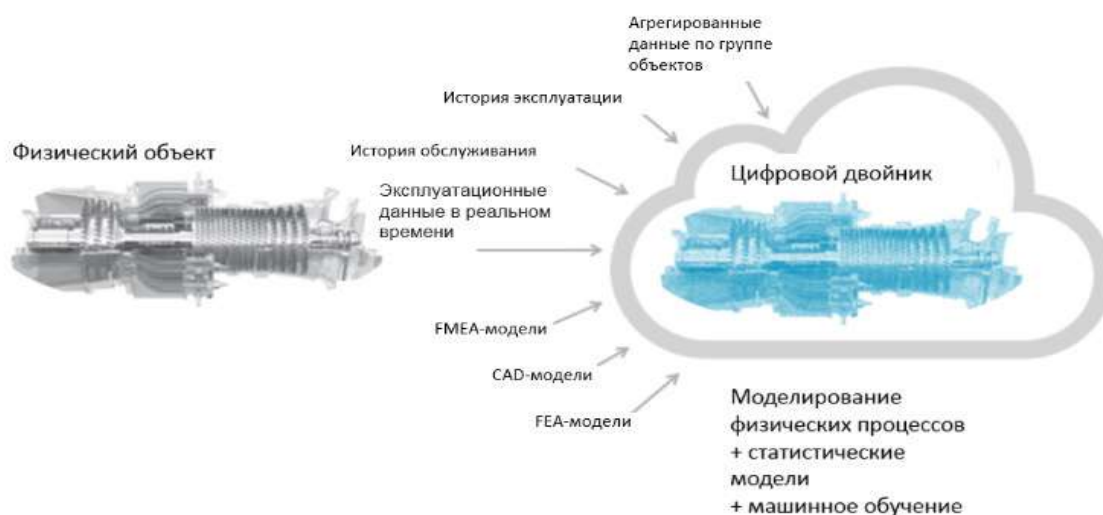 Агрегированные
данные по группе
объектов
История эксплуатации
Физический объект
История обслуживания
Цифровой двойник
Эксплуатационные
данные в реальном
времени
FMEA-модели
CAD-модели
FEA-модели
Моделирование
физических процессов
+ статистические
модели
+ машинное обучение